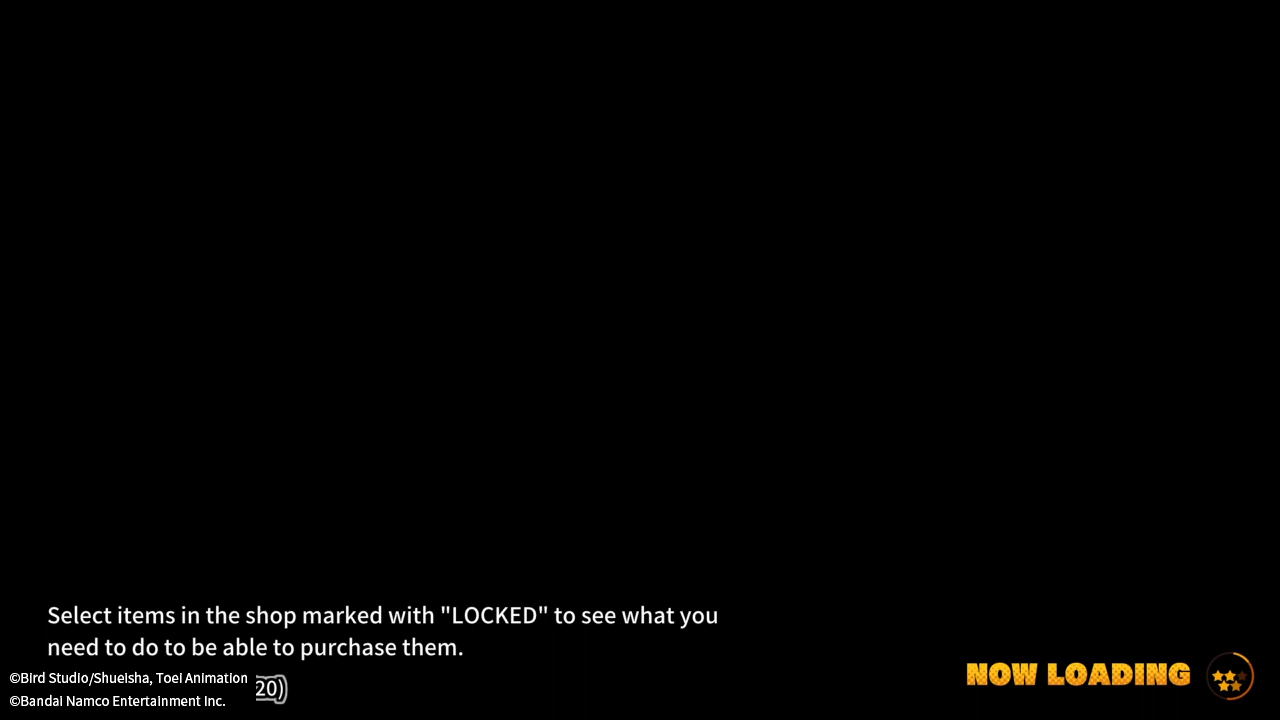 Select items in the shop marked with "LOCKED" to see what you
need to do to be able to purchase them.
©Bird Studio/Shueisha, Toei Animation
20)
©Bandai Namco Entertainment Inc.
NOW LOADING